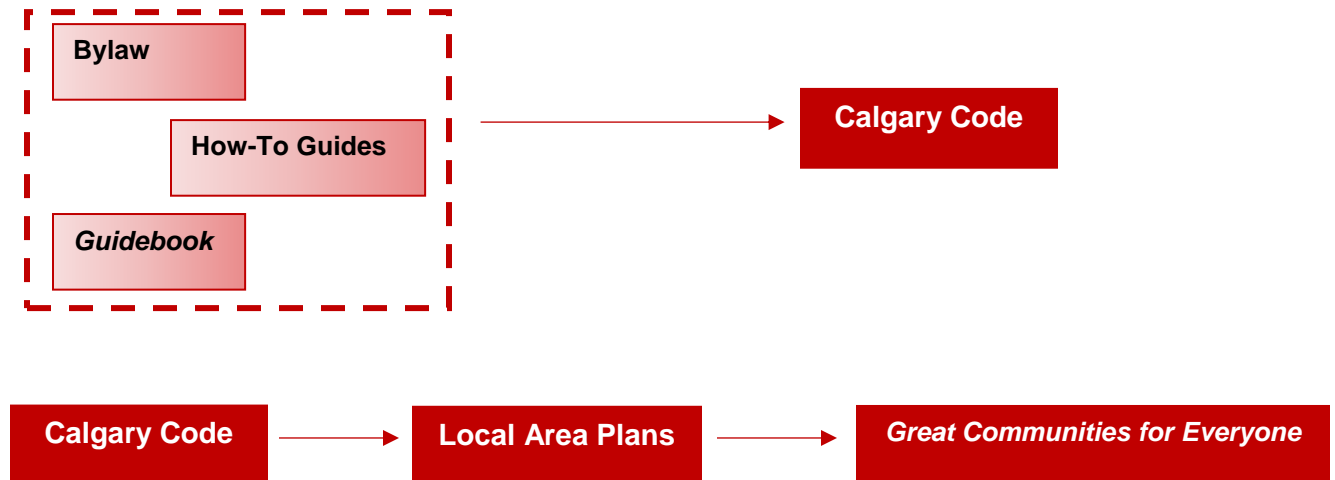 Bylaw
How-To Guides
Calgary Code
Guidebook
Calgary Code
Local Area Plans
Great Communities for Everyone